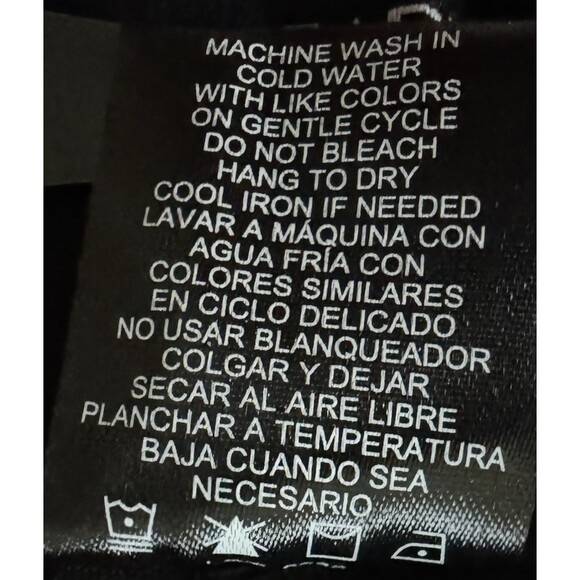 MACHINE WASH IN
COLD WATER
WITH LIKE COLORS
ON GENTLE CYCLE
DO NOT BLEACH
HANG TO DRY
COOL IRON IF NEEDED
LAVAR A MÁQUINA CON
AGUA FRÍA CON
COLORES SIMILARES
EN CICLO DELICADO
NO USAR BLANQUEADOR
COLGAR Y DEJAR
SECAR AL AIRE LIBRE
PLANCHAR A TEMPERATURA
BAJA CUANDO SEA
NECESARIO